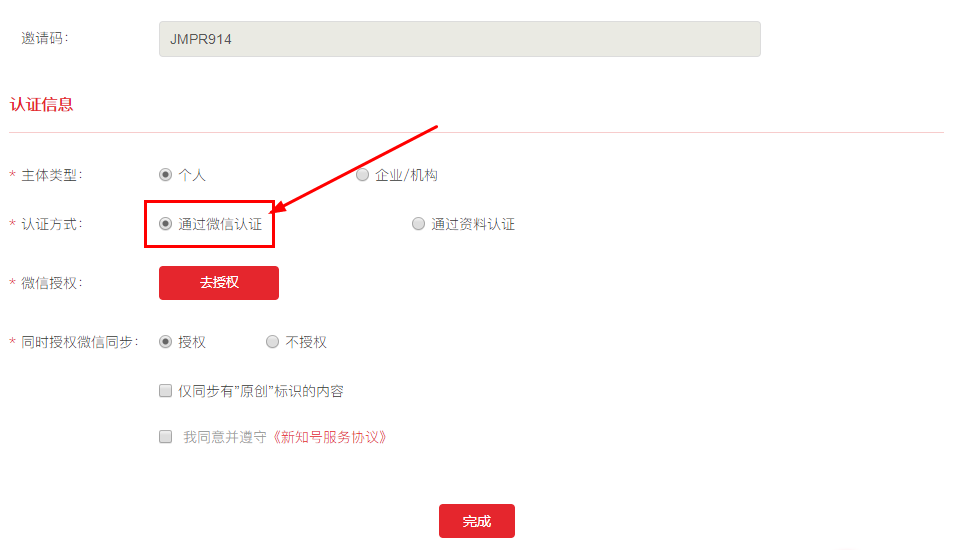 邀请码： JMPR914
认证信息
* 主体类型： 个人 企业/机构
* 认证方式： 通过微信认证 通过资料认证
* 微信授权： 去授权
* 同时授权微信同步： 授权 不授权
仅同步有”原创”标识的内容
我同意并遵守《新知号服务协议》
完成